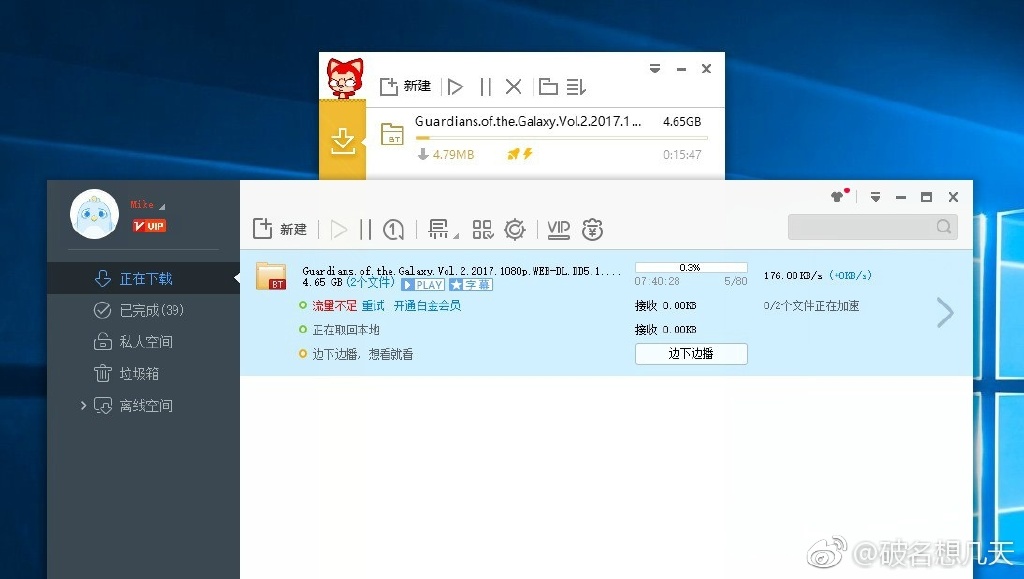 新建
Guardians.of.the.Galaxy.Vol.2.2017.1... 4.65GB
BT
4.79MB 0:15:47
Mike
VIP
新建 VIP
正在下载
已完成(39)
私人空间
垃圾箱
离线空间
BT
Guardians.of.the.Galaxy.Vol.2.2017.1080p.WEB-DL.DD5.1....
4.65 GB (2个文件) PLAY 字幕
0.3%
07:40:28 5/80
176.00KB/s (+0KB/s)
流量不足 重试 开通白金会员 接收 0.00KB 0/2个文件正在加速
正在取回本地 接收 0.00KB
边下边播，想看就看 边下边播
@破名想几天